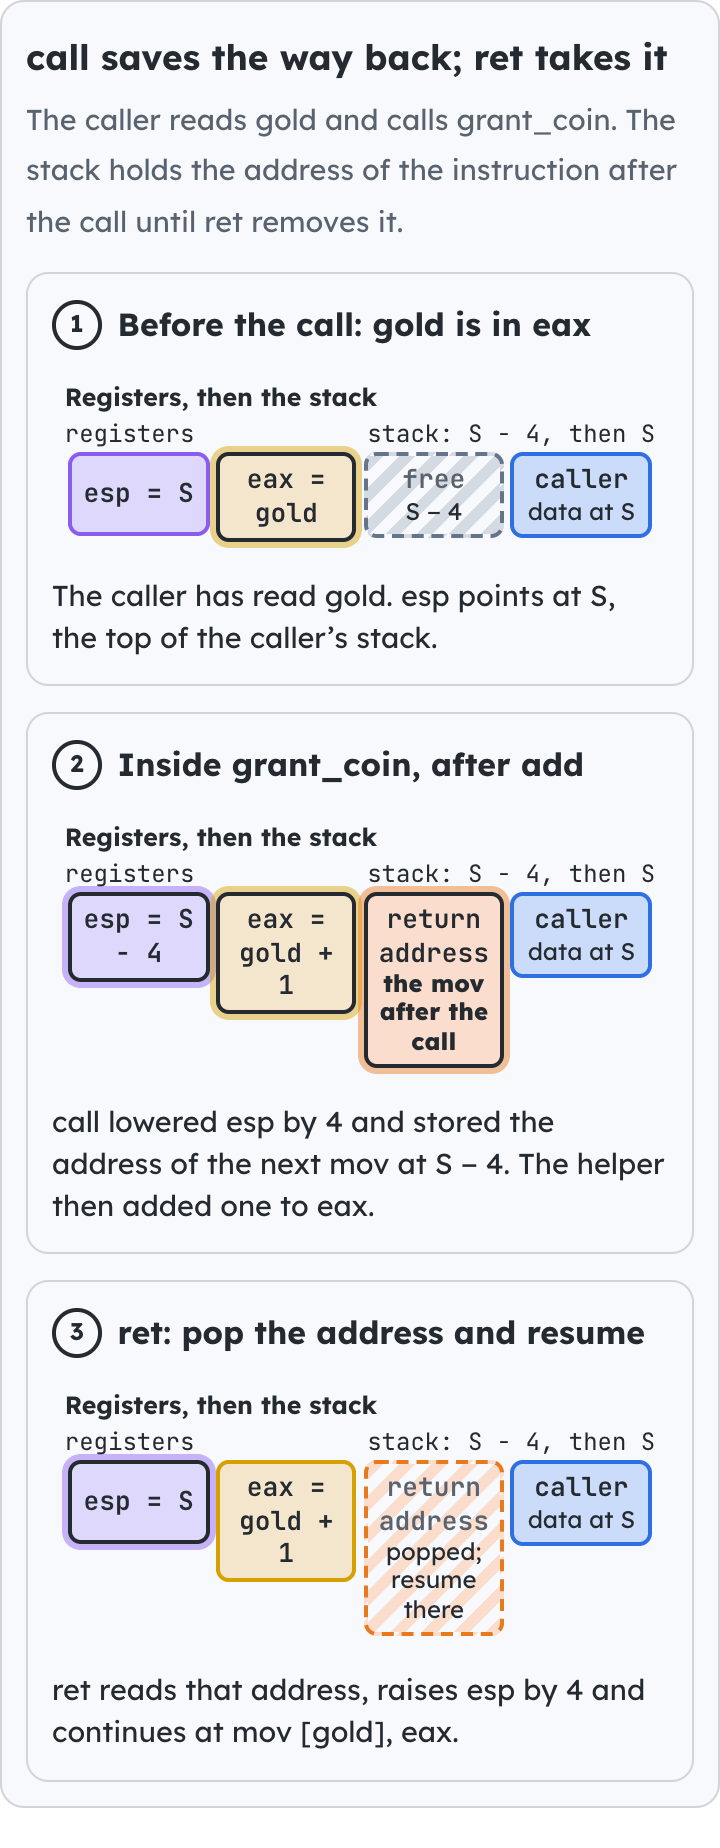 call saves the way back; ret takes it
The caller reads gold and calls grant_coin. The
stack holds the address of the instruction after
the call until ret removes it.
1 Before the call: gold is in eax
Registers, then the stack
registers
stack: S - 4, then S
esp = S
eax =
gold
free
S – 4
caller
data at S
The caller has read gold. esp points at S,
the top of the caller’s stack.
2 Inside grant_coin, after add
Registers, then the stack
registers
stack: S - 4, then S
esp = S
- 4
eax =
gold +
1
return
address
the mov
after the
call
caller
data at S
call lowered esp by 4 and stored the
address of the next mov at S – 4. The helper
then added one to eax.
3 ret: pop the address and resume
Registers, then the stack
registers
stack: S - 4, then S
esp = S
eax =
gold +
1
return
address
popped;
resume
there
caller
data at S
ret reads that address, raises esp by 4 and
continues at mov [gold], eax.